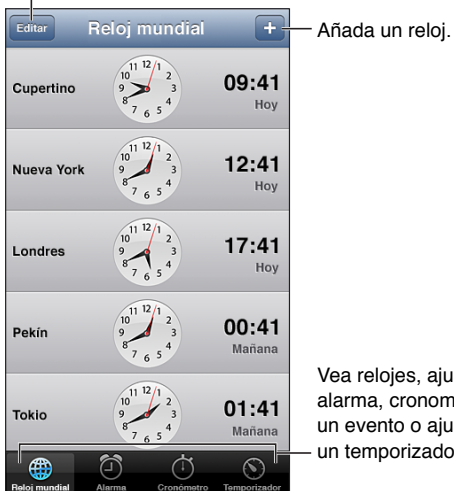 Editar
Reloj mundial
+
Añada un reloj.
Cupertino
09:41
Hoy
Nueva York
12:41
Hoy
Londres
17:41
Hoy
Pekín
00:41
Mañana
Tokio
01:41
Mañana
Vea relojes, aju
alarma, cronom
un evento o aju
un temporizado
Reloj mundial
Alarma
Cronómetro
Temporizador